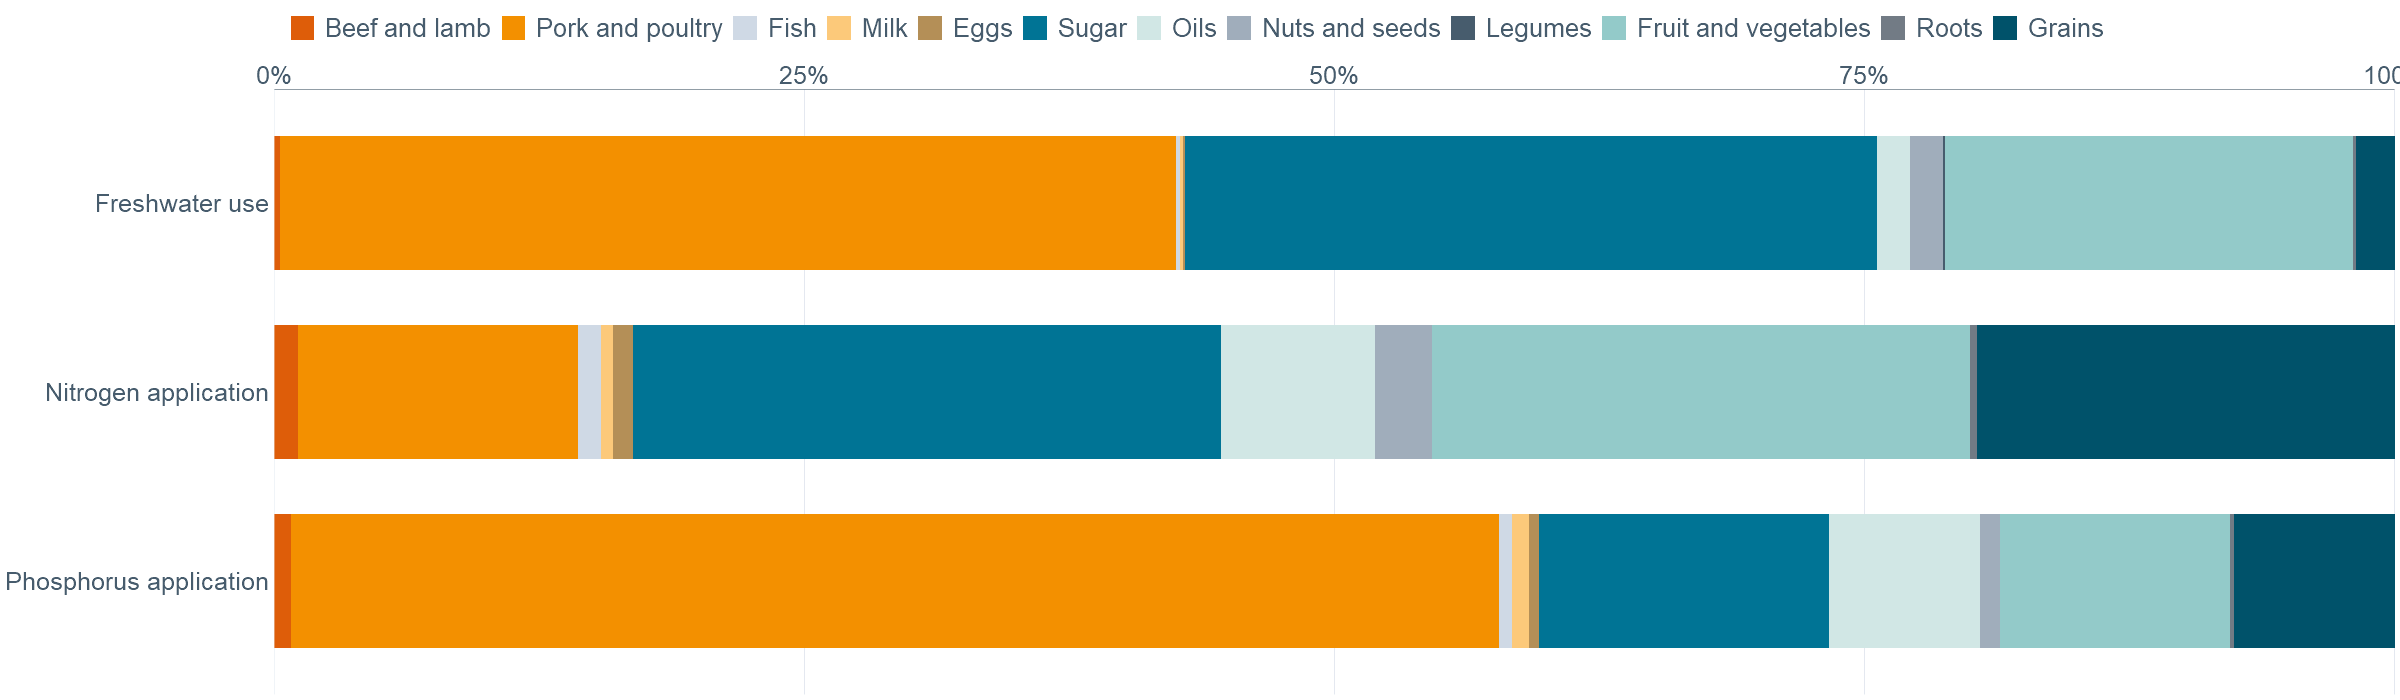 Beef and lamb Pork and poultry Fish Milk Eggs Sugar Oils Nuts and seeds Legumes Fruit and vegetables Roots Grains
0% 25% 50% 75% 100
Freshwater use
Nitrogen application
Phosphorus application